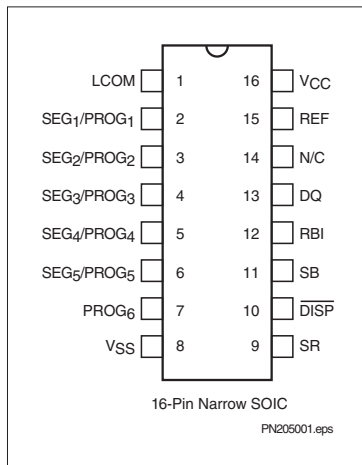 LCOM 1 16 VCC
SEG1/PROG1 2 15 REF
SEG2/PROG2 3 14 N/C
SEG3/PROG3 4 13 DQ
SEG4/PROG4 5 12 RBI
SEG5/PROG5 6 11 SB
PROG6 7 10 DISP
VSS 8 9 SR
16-Pin Narrow SOIC
PN205001.eps